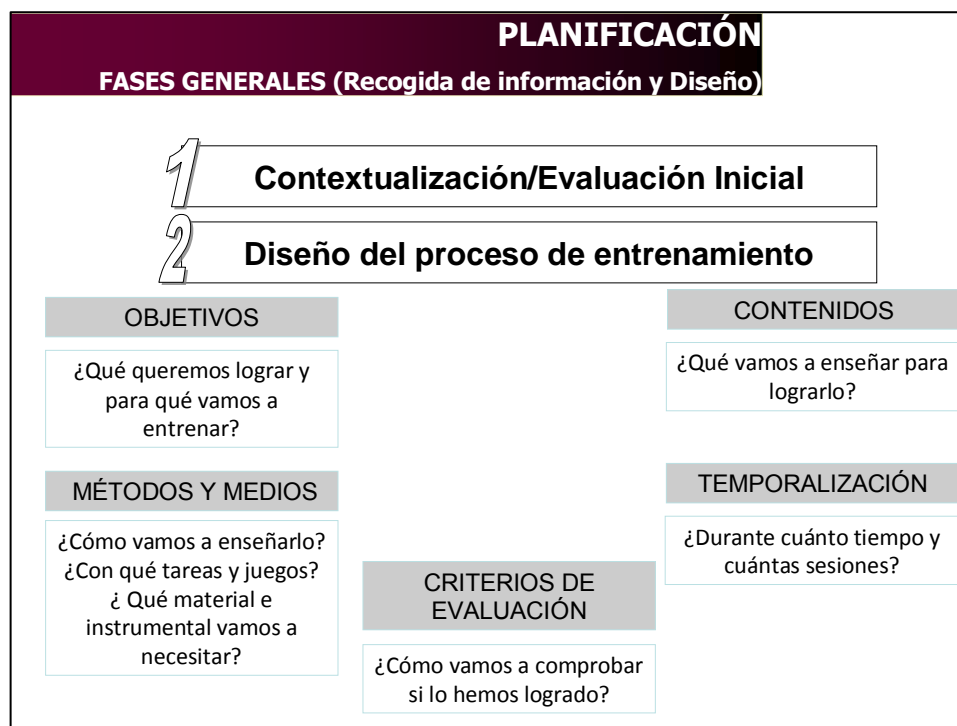 PLANIFICACIÓN
FASES GENERALES (Recogida de información y Diseño)
1 Contextualización/Evaluación Inicial
2 Diseño del proceso de entrenamiento
OBJETIVOS
¿Qué queremos lograr y
para qué vamos a
entrenar?
CONTENIDOS
¿Qué vamos a enseñar para
lograrlo?
MÉTODOS Y MEDIOS
¿Cómo vamos a enseñarlo?
¿Con qué tareas y juegos?
¿ Qué material e
instrumental vamos a
necesitar?
TEMPORALIZACIÓN
¿Durante cuánto tiempo y
cuántas sesiones?
CRITERIOS DE
EVALUACIÓN
¿Cómo vamos a comprobar
si lo hemos logrado?